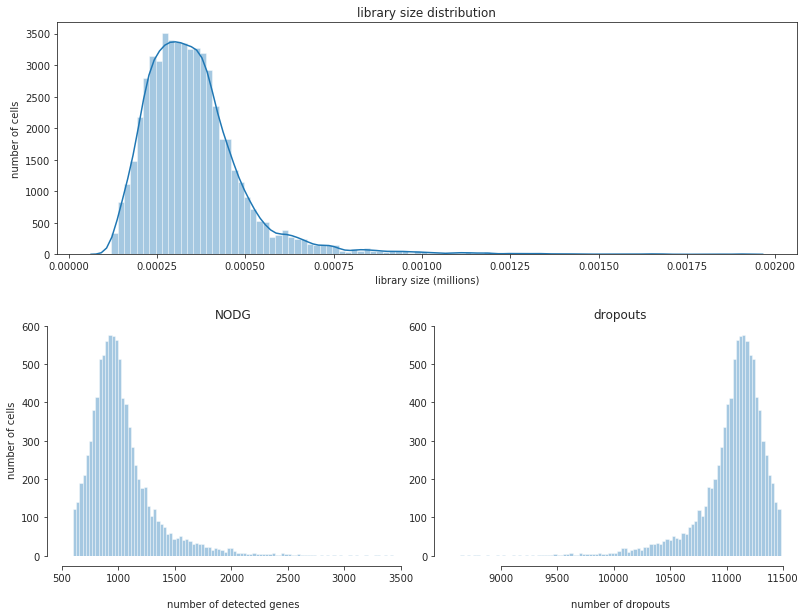 library size distribution
3500
3000
2500
2000
1500
1000
500
0
number of cells
0.00000 0.00025 0.00050 0.00075 0.00100 0.00125 0.00150 0.00175 0.00200
library size (millions)
NODG
600
500
400
300
200
100
0
number of cells
500 1000 1500 2000 2500 3000 3500
number of detected genes
dropouts
600
500
400
300
200
100
0
9000 9500 10000 10500 11000 11500
number of dropouts